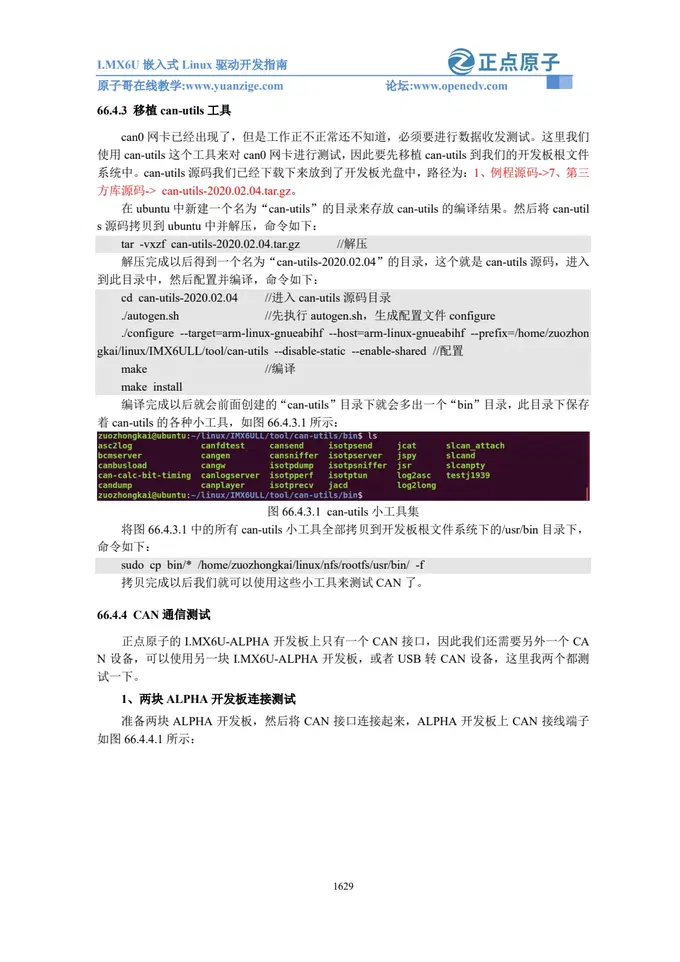 I.MX6U 嵌入式 Linux 驱动开发指南
正点原子
原子哥在线教学:www.yuanzige.com 论坛:www.openedv.com
66.4.3 移植 can-utils 工具
can0 网卡已经出现了，但是工作正不正常还不知道，必须要进行数据收发测试。这里我们
使用 can-utils 这个工具来对 can0 网卡进行测试，因此要先移植 can-utils 到我们的开发板根文件
系统中。can-utils 源码我们已经下载下来放到了开发板光盘中，路径为：1、例程源码->7、第三
方库源码-> can-utils-2020.02.04.tar.gz。
在 ubuntu 中新建一个名为“can-utils”的目录来存放 can-utils 的编译结果。然后将 can-util
s 源码拷贝到 ubuntu 中并解压，命令如下：
tar -vxzf can-utils-2020.02.04.tar.gz //解压
解压完成以后得到一个名为“can-utils-2020.02.04”的目录，这个就是 can-utils 源码，进入
到此目录中，然后配置并编译，命令如下：
cd can-utils-2020.02.04 //进入 can-utils 源码目录
./autogen.sh //先执行 autogen.sh，生成配置文件 configure
./configure --target=arm-linux-gnueabihf --host=arm-linux-gnueabihf --prefix=/home/zuozhon
gkai/linux/IMX6ULL/tool/can-utils --disable-static --enable-shared //配置
make //编译
make install
编译完成以后就会前面创建的“can-utils”目录下就会多出一个“bin”目录，此目录下保存
着 can-utils 的各种小工具，如图 66.4.3.1 所示：
zuozhongkai@ubuntu:~/linux/IMX6ULL/tool/can-utils/bin$ ls
asc2log canfdtest cansend isotpsend jcat slcan_attach
bcmserver cangen cansniffer isotpserver jspy slcand
canbusload cangw isotpdump isotpsniffer jsr slcanpty
can-calc-bit-timing canlogserver isotpperf isotptun log2asc testj1939
candump canplayer isotprecv jacd log2long
zuozhongkai@ubuntu:~/linux/IMX6ULL/tool/can-utils/bin$
图 66.4.3.1 can-utils 小工具集
将图 66.4.3.1 中的所有 can-utils 小工具全部拷贝到开发板根文件系统下的/usr/bin 目录下，
命令如下：
sudo cp bin/* /home/zuozhongkai/linux/nfs/rootfs/usr/bin/ -f
拷贝完成以后我们就可以使用这些小工具来测试 CAN 了。
66.4.4 CAN 通信测试
正点原子的 I.MX6U-ALPHA 开发板上只有一个 CAN 接口，因此我们还需要另外一个 CA
N 设备，可以使用另一块 I.MX6U-ALPHA 开发板，或者 USB 转 CAN 设备，这里我两个都测
试一下。
1、两块 ALPHA 开发板连接测试
准备两块 ALPHA 开发板，然后将 CAN 接口连接起来，ALPHA 开发板上 CAN 接线端子
如图 66.4.4.1 所示：
1629